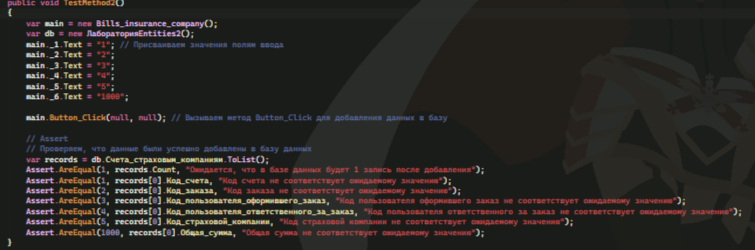 public void TestMethod2()
{
var main = new Bills_insurance_company();
var db = new ЛабораторияEntities2();
main._1.Text = "1"; // Присваиваем значения полям ввода
main._2.Text = "2";
main._3.Text = "3";
main._4.Text = "4";
main._5.Text = "5";
main._6.Text = "1000";
main.Button_Click(null, null); // Вызываем метод Button_Click для добавления данных в базу
// Assert
// Проверяем, что данные были успешно добавлены в базу данных
var records = db.Счета_страховым_компаниям.ToList();
Assert.AreEqual(1, records.Count, "Ожидается, что в базе данных будет 1 запись после добавления");
Assert.AreEqual(1, records[0].Код_счета, "Код счета не соответствует ожидаемому значению");
Assert.AreEqual(2, records[0].Код_заказа, "Код заказа не соответствует ожидаемому значению");
Assert.AreEqual(3, records[0].Код_пользователя_оформившего_заказ, "Код пользователя оформившего заказ не соответствует ожидаемому значению");
Assert.AreEqual(4, records[0].Код_пользователя_ответственного_за_заказ, "Код пользователя ответственного за заказ не соответствует ожидаемому значению");
Assert.AreEqual(5, records[0].Код_страховой_компании, "Код страховой компании не соответствует ожидаемому значению");
Assert.AreEqual(1000, records[0].Общая_сумма, "Общая сумма не соответствует ожидаемому значению");
}